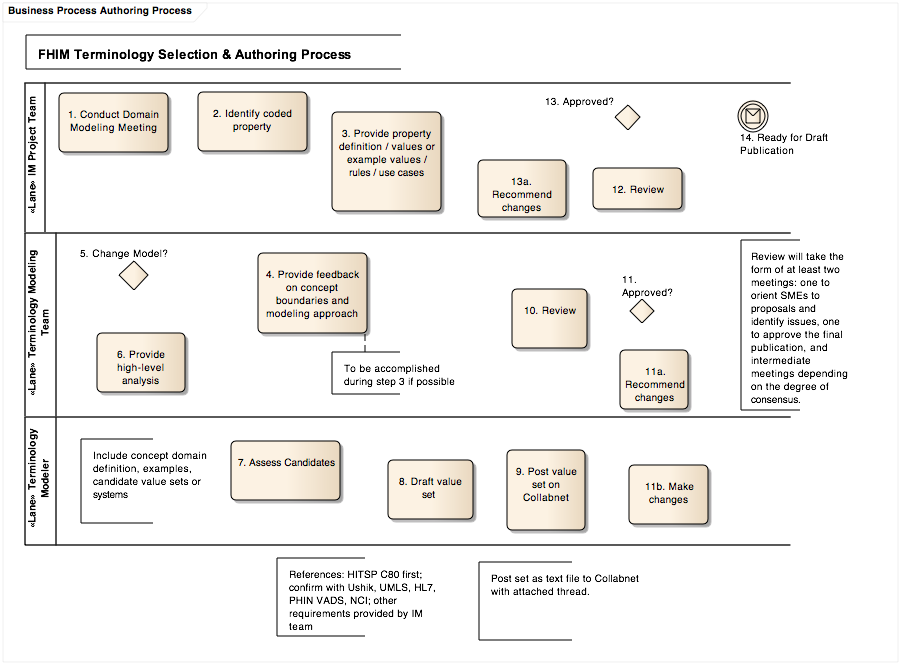 Business Process Authoring Process
FHIM Terminology Selection & Authoring Process
«Lane» IM Project Team
1. Conduct Domain
Modeling Meeting
2. Identify coded
property
3. Provide property
definition / values or
example values /
rules / use cases
13. Approved?
13a.
Recommend
changes
12. Review
14. Ready for Draft
Publication
«Lane» Terminology Modeling
Team
5. Change Model?
4. Provide feedback
on concept
boundaries and
modeling approach
6. Provide
high-level
analysis
To be accomplished
during step 3 if possible
10. Review
11.
Approved?
11a.
Recommend
changes
Review will take the
form of at least two
meetings: one to
orient SMEs to
proposals and
identify issues, one
to approve the final
publication, and
intermediate
meetings depending
on the degree of
consensus.
«Lane» Terminology
Modeler
Include concept domain
definition, examples,
candidate value sets or
systems
7. Assess Candidates
8. Draft value
set
9. Post value
set on
Collabnet
11b. Make
changes
References: HITSP C80 first;
confirm with Ushik, UMLS, HL7,
PHIN VADS, NCI; other
requirements provided by IM
team
Post set as text file to Collabnet
with attached thread.